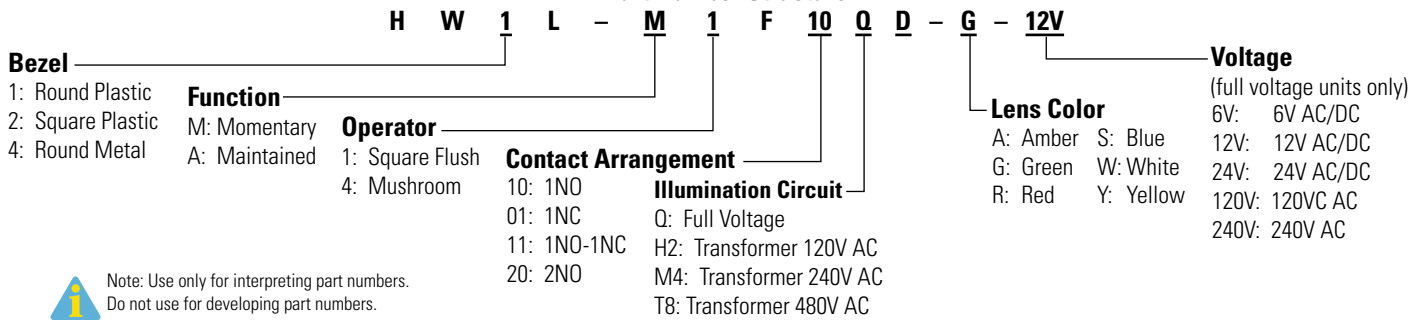 H W 1 L – M 1 F 10 Q D – G – 12V
Bezel
1: Round Plastic
2: Square Plastic
4: Round Metal
Function
M: Momentary
A: Maintained
Operator
1: Square Flush
4: Mushroom
Contact Arrangement
10: 1NO
01: 1NC
11: 1NO-1NC
20: 2NO
Illumination Circuit
Q: Full Voltage
H2: Transformer 120V AC
M4: Transformer 240V AC
T8: Transformer 480V AC
Lens Color
A: Amber S: Blue
G: Green W: White
R: Red Y: Yellow
Voltage
(full voltage units only)
6V: 6V AC/DC
12V: 12V AC/DC
24V: 24V AC/DC
120V: 120VC AC
240V: 240V AC
Note: Use only for interpreting part numbers.
Do not use for developing part numbers.